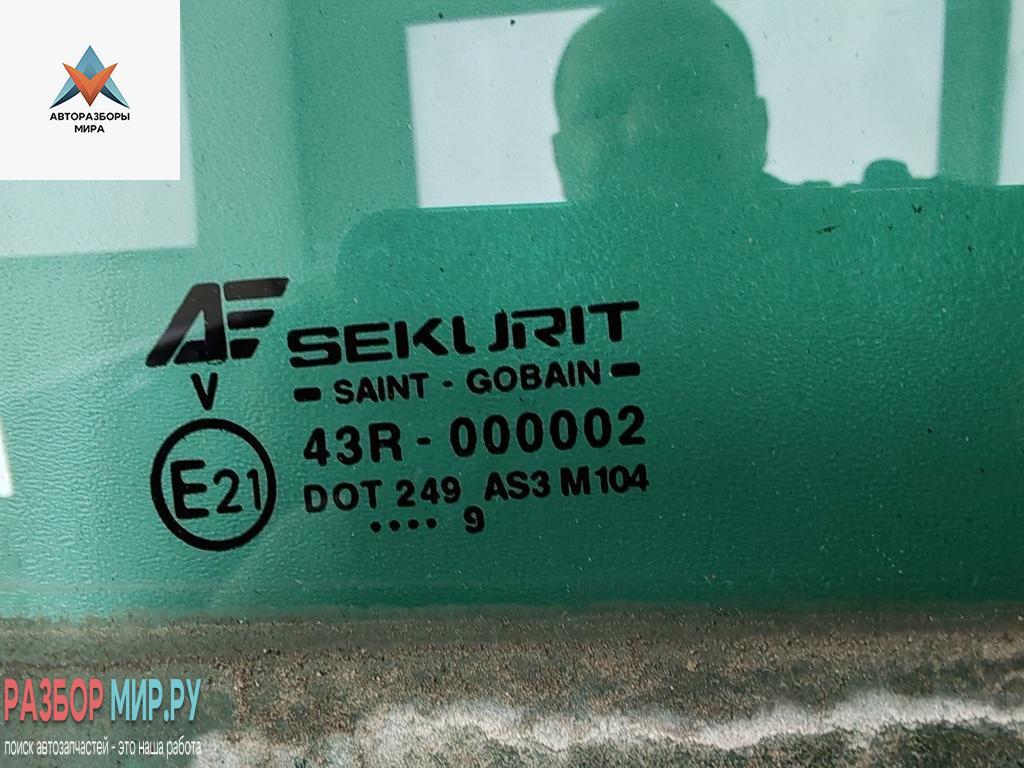 АВТОРАЗБОРЫ
МИРА
AE SEKURIT
SAINT - GOBAIN
V
43R - 000002
E21
DOT 249 AS3 M104
.... 9
РАЗБОР МИР.РУ
поиск автозапчастей - это наша работа